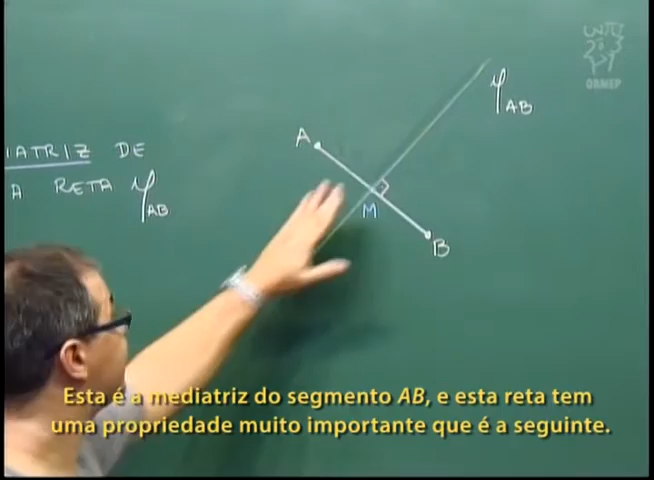 OBMEP
IATRIZ DE
A RETA φAB
φAB
A
M
B
Esta é a mediatriz do segmento AB, e esta reta tem
uma propriedade muito importante que é a seguinte.